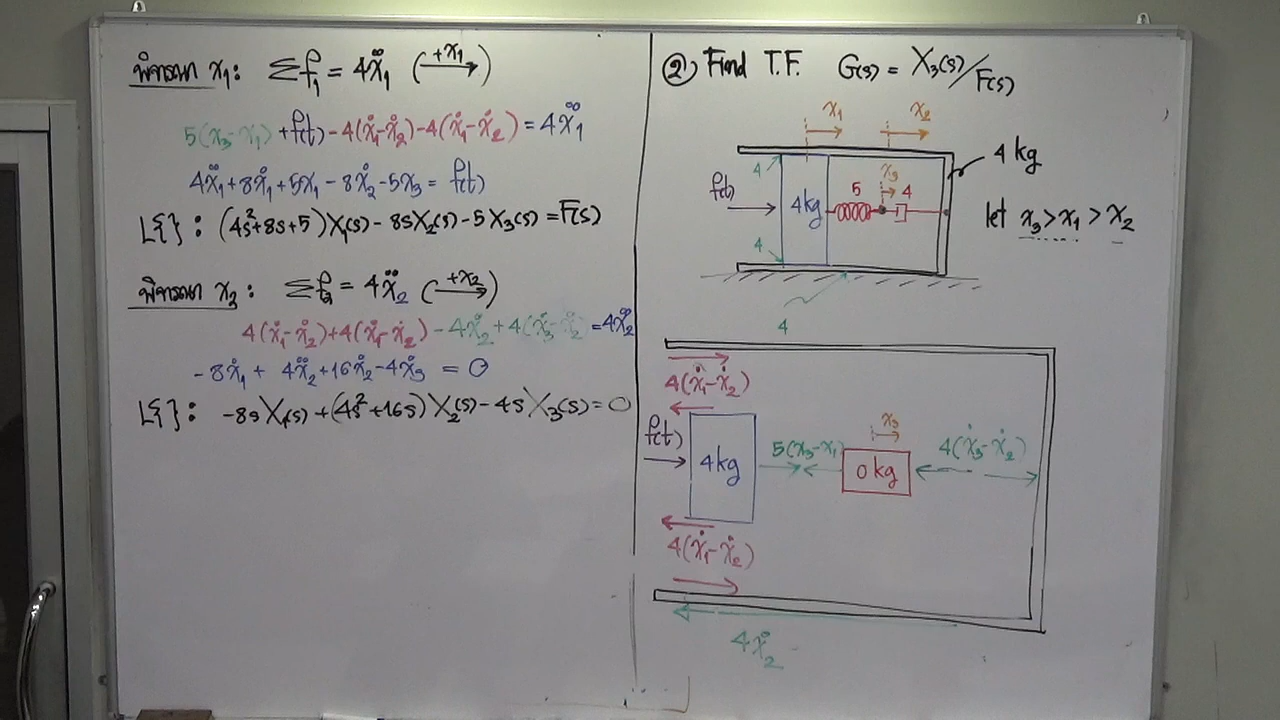 พิจารณา x₁: Σf₁ = 4ẍ₁ (+x₁→)
5(x₃-x₁)+f(t)-4(ẋ₁-ẋ₂)-4(ẋ₁-ẋ₂)=4ẍ₁
4ẍ₁+8ẋ₁+5x₁-8ẋ₂-5x₃= f(t)
L{}: (4s²+8s+5)X₁(s)-8sX₂(s)-5X₃(s)=F(s)
พิจารณา x₂: Σf₂ = 4ẍ₂ (+x₂→)
4(ẋ₁-ẋ₂)+4(ẋ₁-ẋ₂)-4ẋ₂+4(ẋ₃-ẋ₂)=4ẍ₂
-8ẋ₁+4ẍ₂+16ẋ₂-4ẋ₃ = 0
L{}: -8sX₁(s)+(4s²+16s)X₂(s)-4sX₃(s)=0
②, Find T.F. G(s) = X₃(s)/F(s)
x₁ x₂
4 kg
4 x₃
f(t) 4kg 5 4
let x₃>x₁>x₂
4
4
4(ẋ₁-ẋ₂)
f(t) 4kg 5(x₃-x₁) x₃ 0kg 4(ẋ₃-ẋ₂)
4(ẋ₁-ẋ₂)
4ẋ₂